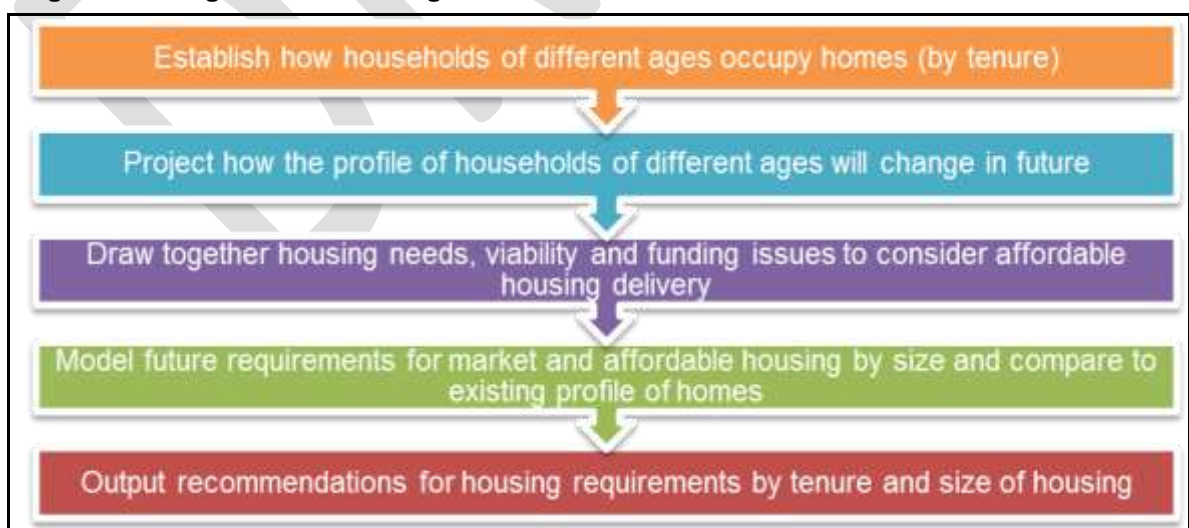 Establish how households of different ages occupy homes (by tenure)
Project how the profile of households of different ages will change in future
Draw together housing needs, viability and funding issues to consider affordable
housing delivery
Model future requirements for market and affordable housing by size and compare to
existing profile of homes
Output recommendations for housing requirements by tenure and size of housing